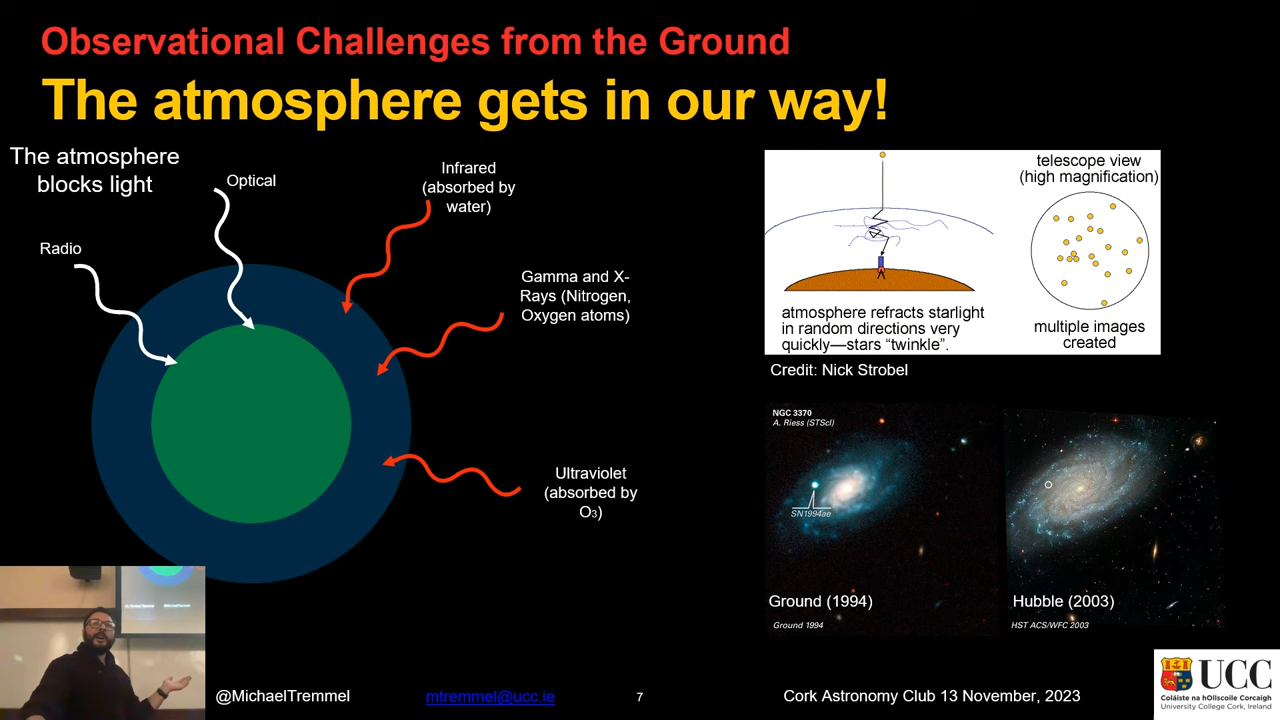 Observational Challenges from the Ground
The atmosphere gets in our way!
The atmosphere
blocks light
Optical
Radio
Infrared
(absorbed by
water)
Gamma and X-
Rays (Nitrogen,
Oxygen atoms)
Ultraviolet
(absorbed by
O3)
telescope view
(high magnification)
atmosphere refracts starlight
in random directions very
quickly—stars “twinkle”.
multiple images
created
Credit: Nick Strobel
NGC 3370
A. Riess (STScI)
SN1994ae
Ground (1994)
Ground 1994
Hubble (2003)
HST ACS/WFC 2003
@MichaelTremmel
mtremmel@ucc.ie
7
Cork Astronomy Club 13 November, 2023
UCC
Coláiste na hOllscoile Corcaigh
University College Cork, Ireland